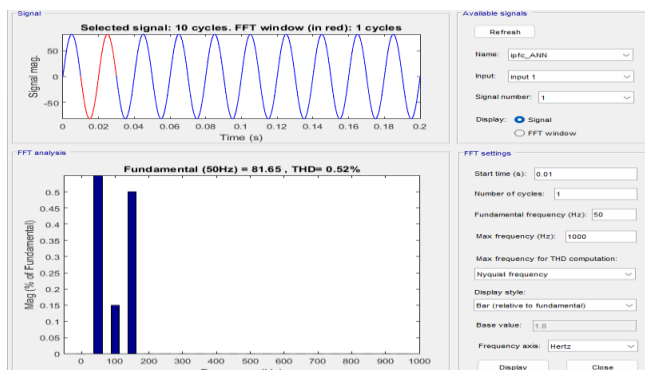 Signal
Selected signal: 10 cycles. FFT window (in red): 1 cycles
50
0
-50
Signal mag.
0 0.02 0.04 0.06 0.08 0.1 0.12 0.14 0.16 0.18 0.2
Time (s)
Available signals
Refresh
Name: ipfc_ANN
Input: input 1
Signal number: 1
Display: Signal
FFT window
FFT analysis
Fundamental (50Hz) = 81.65 , THD= 0.52%
0.5
0.45
0.4
0.35
0.3
0.25
0.2
0.15
0.1
0.05
0
Mag (% of Fundamental)
0 100 200 300 400 500 600 700 800 900 1000
FFT settings
Start time (s): 0.01
Number of cycles: 1
Fundamental frequency (Hz): 50
Max frequency (Hz): 1000
Max frequency for THD computation:
Nyquist frequency
Display style:
Bar (relative to fundamental)
Base value: 1.0
Frequency axis: Hertz
Display Close